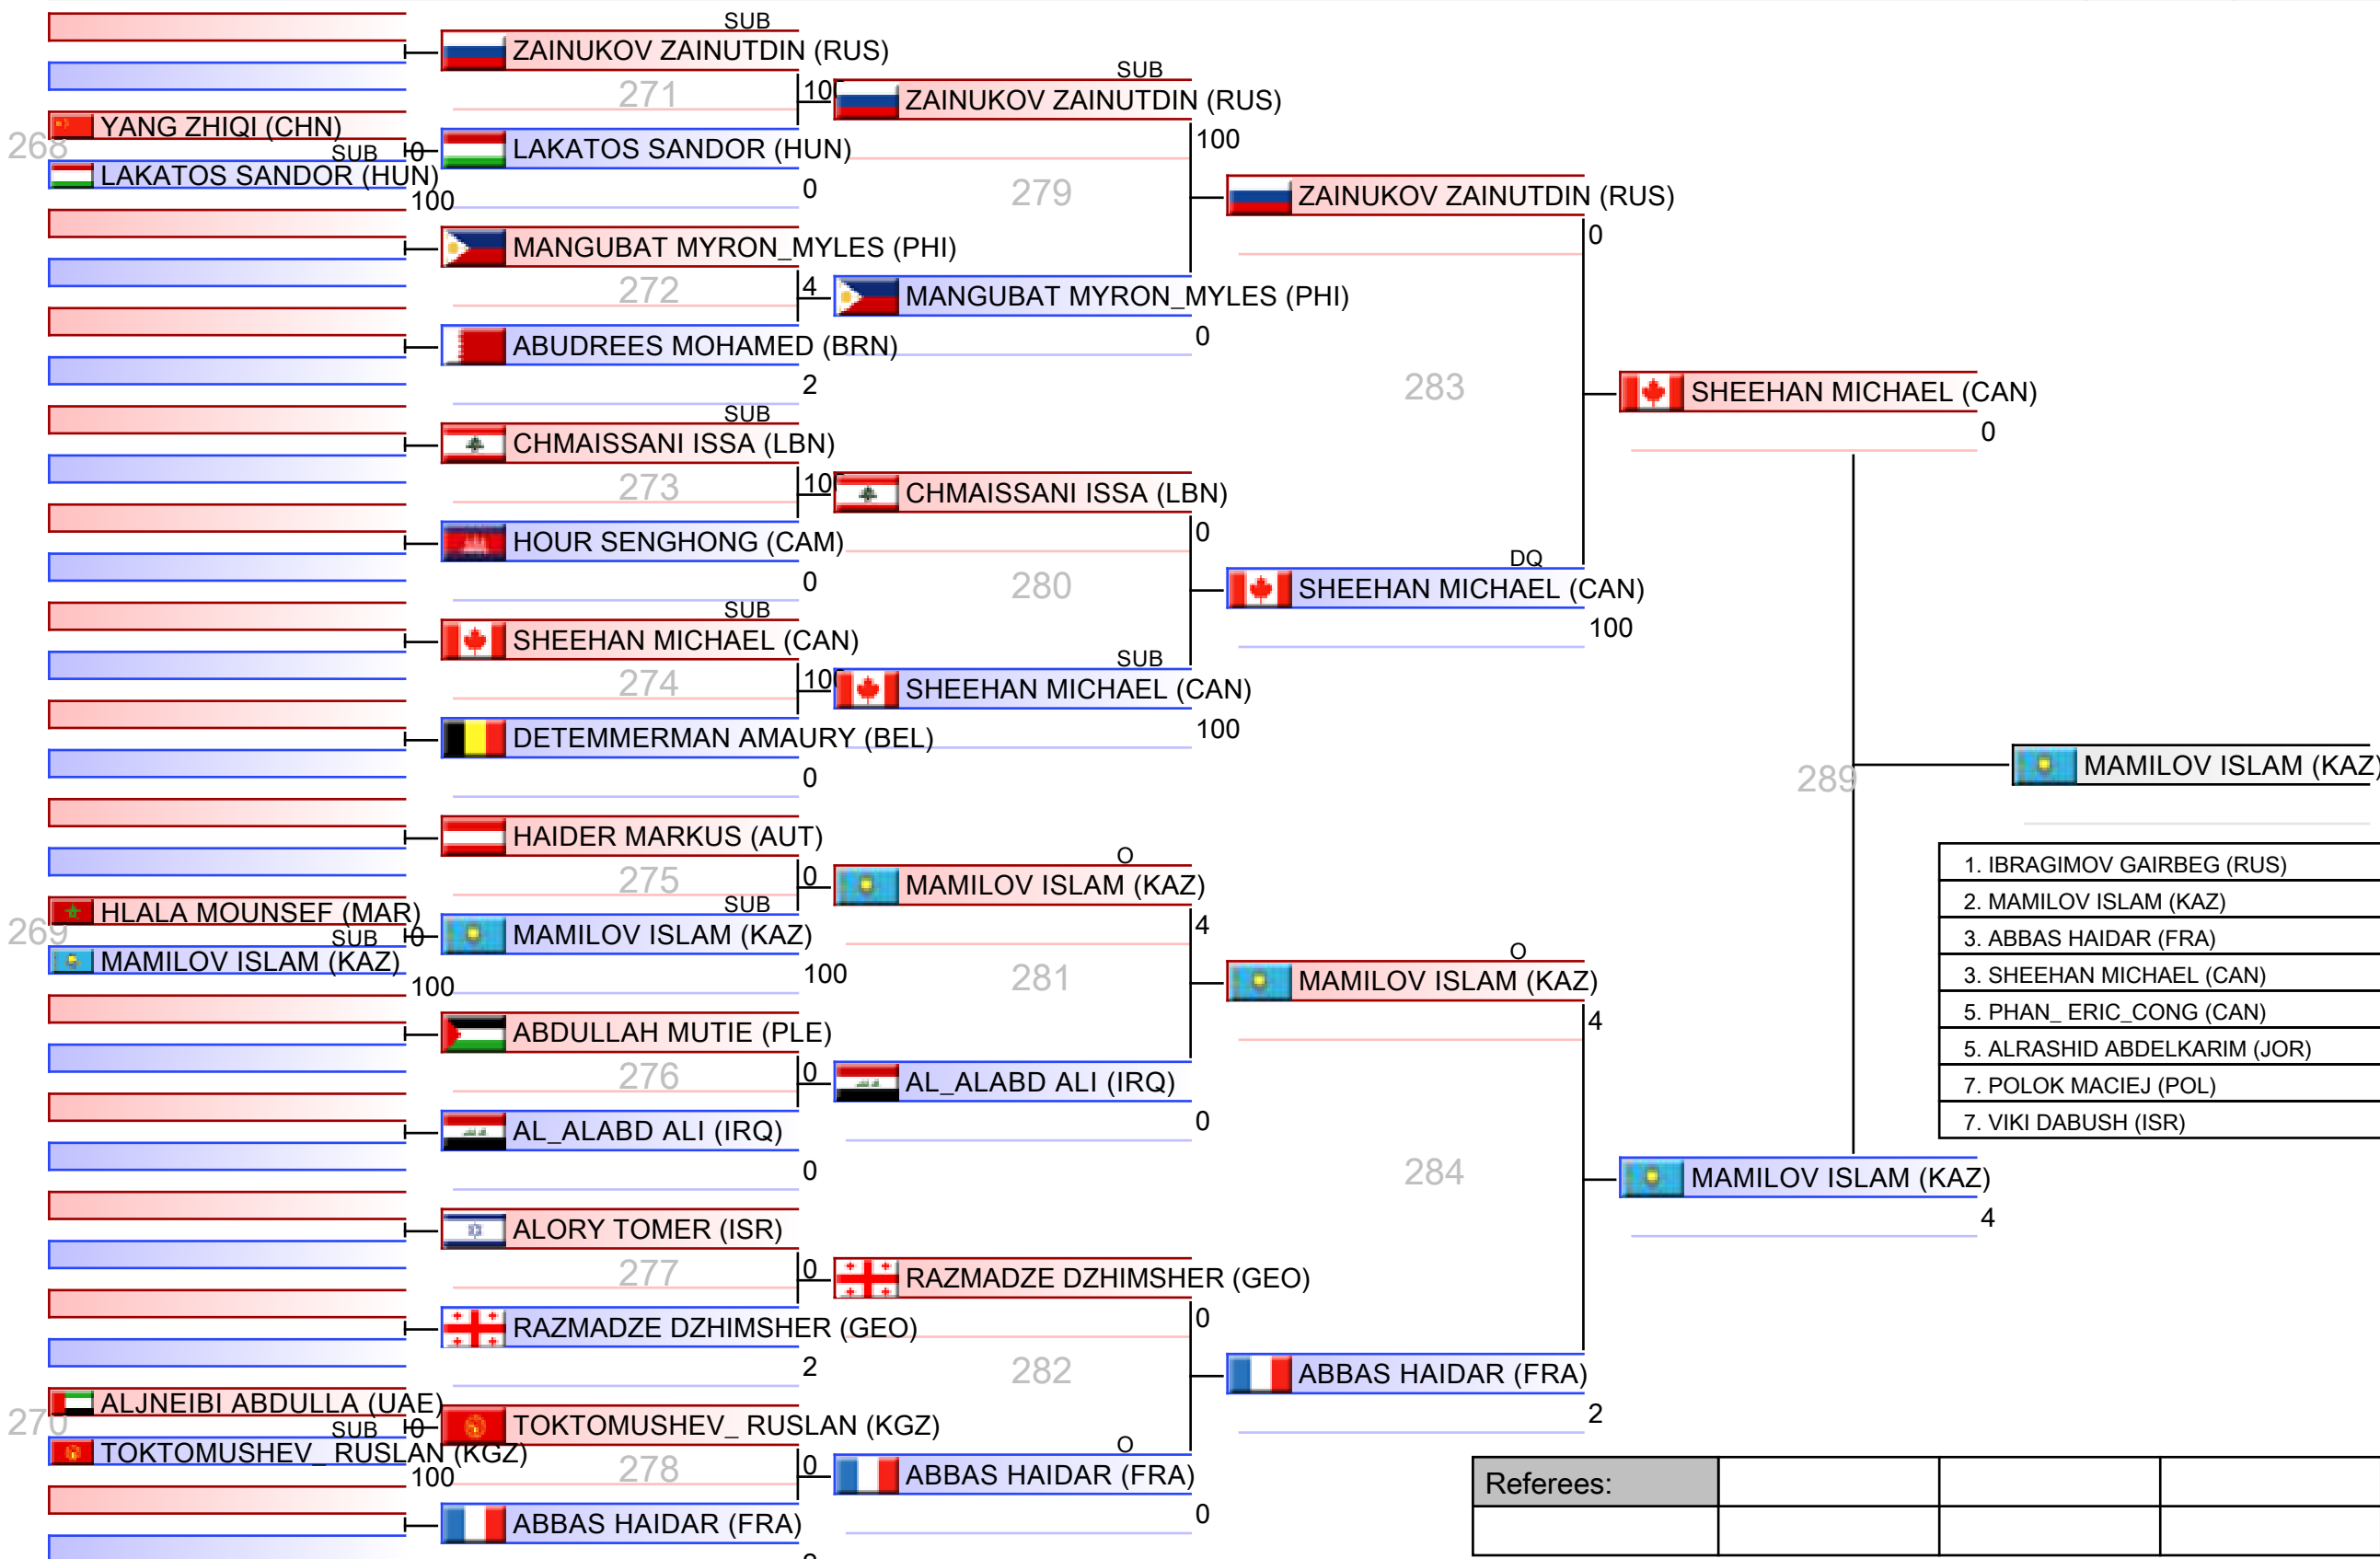 SUB
ZAINUKOV ZAINUTDIN (RUS)
271
LAKATOS SANDOR (HUN)
0
268
YANG ZHIQI (CHN)
0
SUB
LAKATOS SANDOR (HUN)
100
MANGUBAT MYRON_MYLES (PHI)
4
272
ABUDREES MOHAMED (BRN)
2
SUB
CHMAISSANI ISSA (LBN)
273
HOUR SENGHONG (CAM)
0
SUB
SHEEHAN MICHAEL (CAN)
274
DETEMMERMAN AMAURY (BEL)
0
HAIDER MARKUS (AUT)
0
275
SUB
MAMILOV ISLAM (KAZ)
100
269
HLALA MOUNSEF (MAR)
0
SUB
MAMILOV ISLAM (KAZ)
100
ABDULLAH MUTIE (PLE)
0
276
AL_ALABD ALI (IRQ)
0
ALORY TOMER (ISR)
0
277
RAZMADZE DZHIMSHER (GEO)
2
270
ALJNEIBI ABDULLA (UAE)
0
SUB
TOKTOMUSHEV_ RUSLAN (KGZ)
100
TOKTOMUSHEV_ RUSLAN (KGZ)
0
278
ABBAS HAIDAR (FRA)
SUB
ZAINUKOV ZAINUTDIN (RUS)
100
279
MANGUBAT MYRON_MYLES (PHI)
0
CHMAISSANI ISSA (LBN)
0
280
SUB
SHEEHAN MICHAEL (CAN)
100
O
MAMILOV ISLAM (KAZ)
4
281
AL_ALABD ALI (IRQ)
0
RAZMADZE DZHIMSHER (GEO)
0
282
O
ABBAS HAIDAR (FRA)
0
ZAINUKOV ZAINUTDIN (RUS)
0
283
DQ
SHEEHAN MICHAEL (CAN)
100
O
MAMILOV ISLAM (KAZ)
4
284
ABBAS HAIDAR (FRA)
2
SHEEHAN MICHAEL (CAN)
0
289
MAMILOV ISLAM (KAZ)
4
MAMILOV ISLAM (KAZ)
1. IBRAGIMOV GAIRBEG (RUS)
2. MAMILOV ISLAM (KAZ)
3. ABBAS HAIDAR (FRA)
3. SHEEHAN MICHAEL (CAN)
5. PHAN_ ERIC_CONG (CAN)
5. ALRASHID ABDELKARIM (JOR)
7. POLOK MACIEJ (POL)
7. VIKI DABUSH (ISR)
Referees: